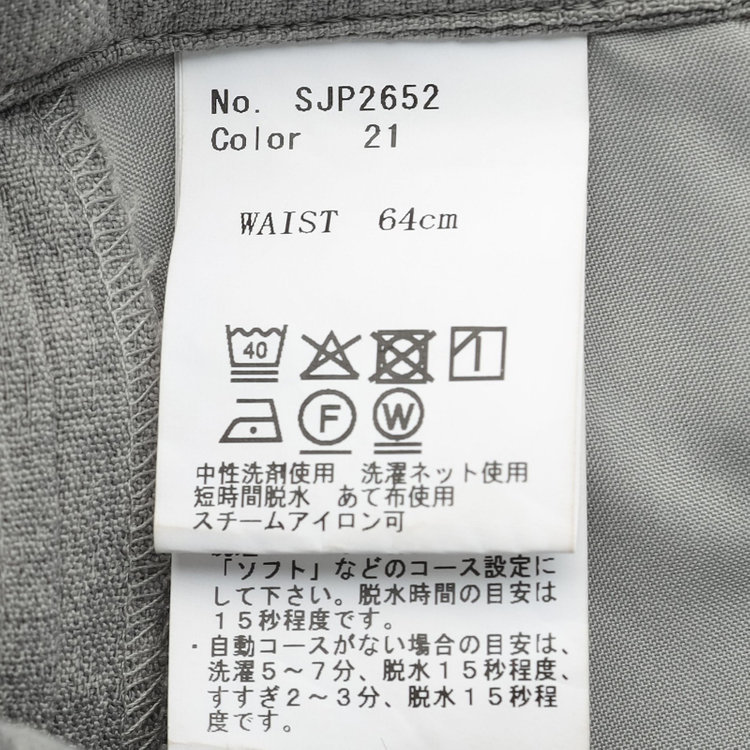 No. SJP2652
Color 21
WAIST 64cm
40
F W
中性洗剤使用 洗濯ネット使用
短時間脱水 あて布使用
スチームアイロン可
「ソフト」などのコース設定に
して下さい。脱水時間の目安は
15秒程度です。
・自動コースがない場合の目安は、
洗濯5~7分、脱水15秒程度、
すすぎ2~3分、脱水15秒程
度です。